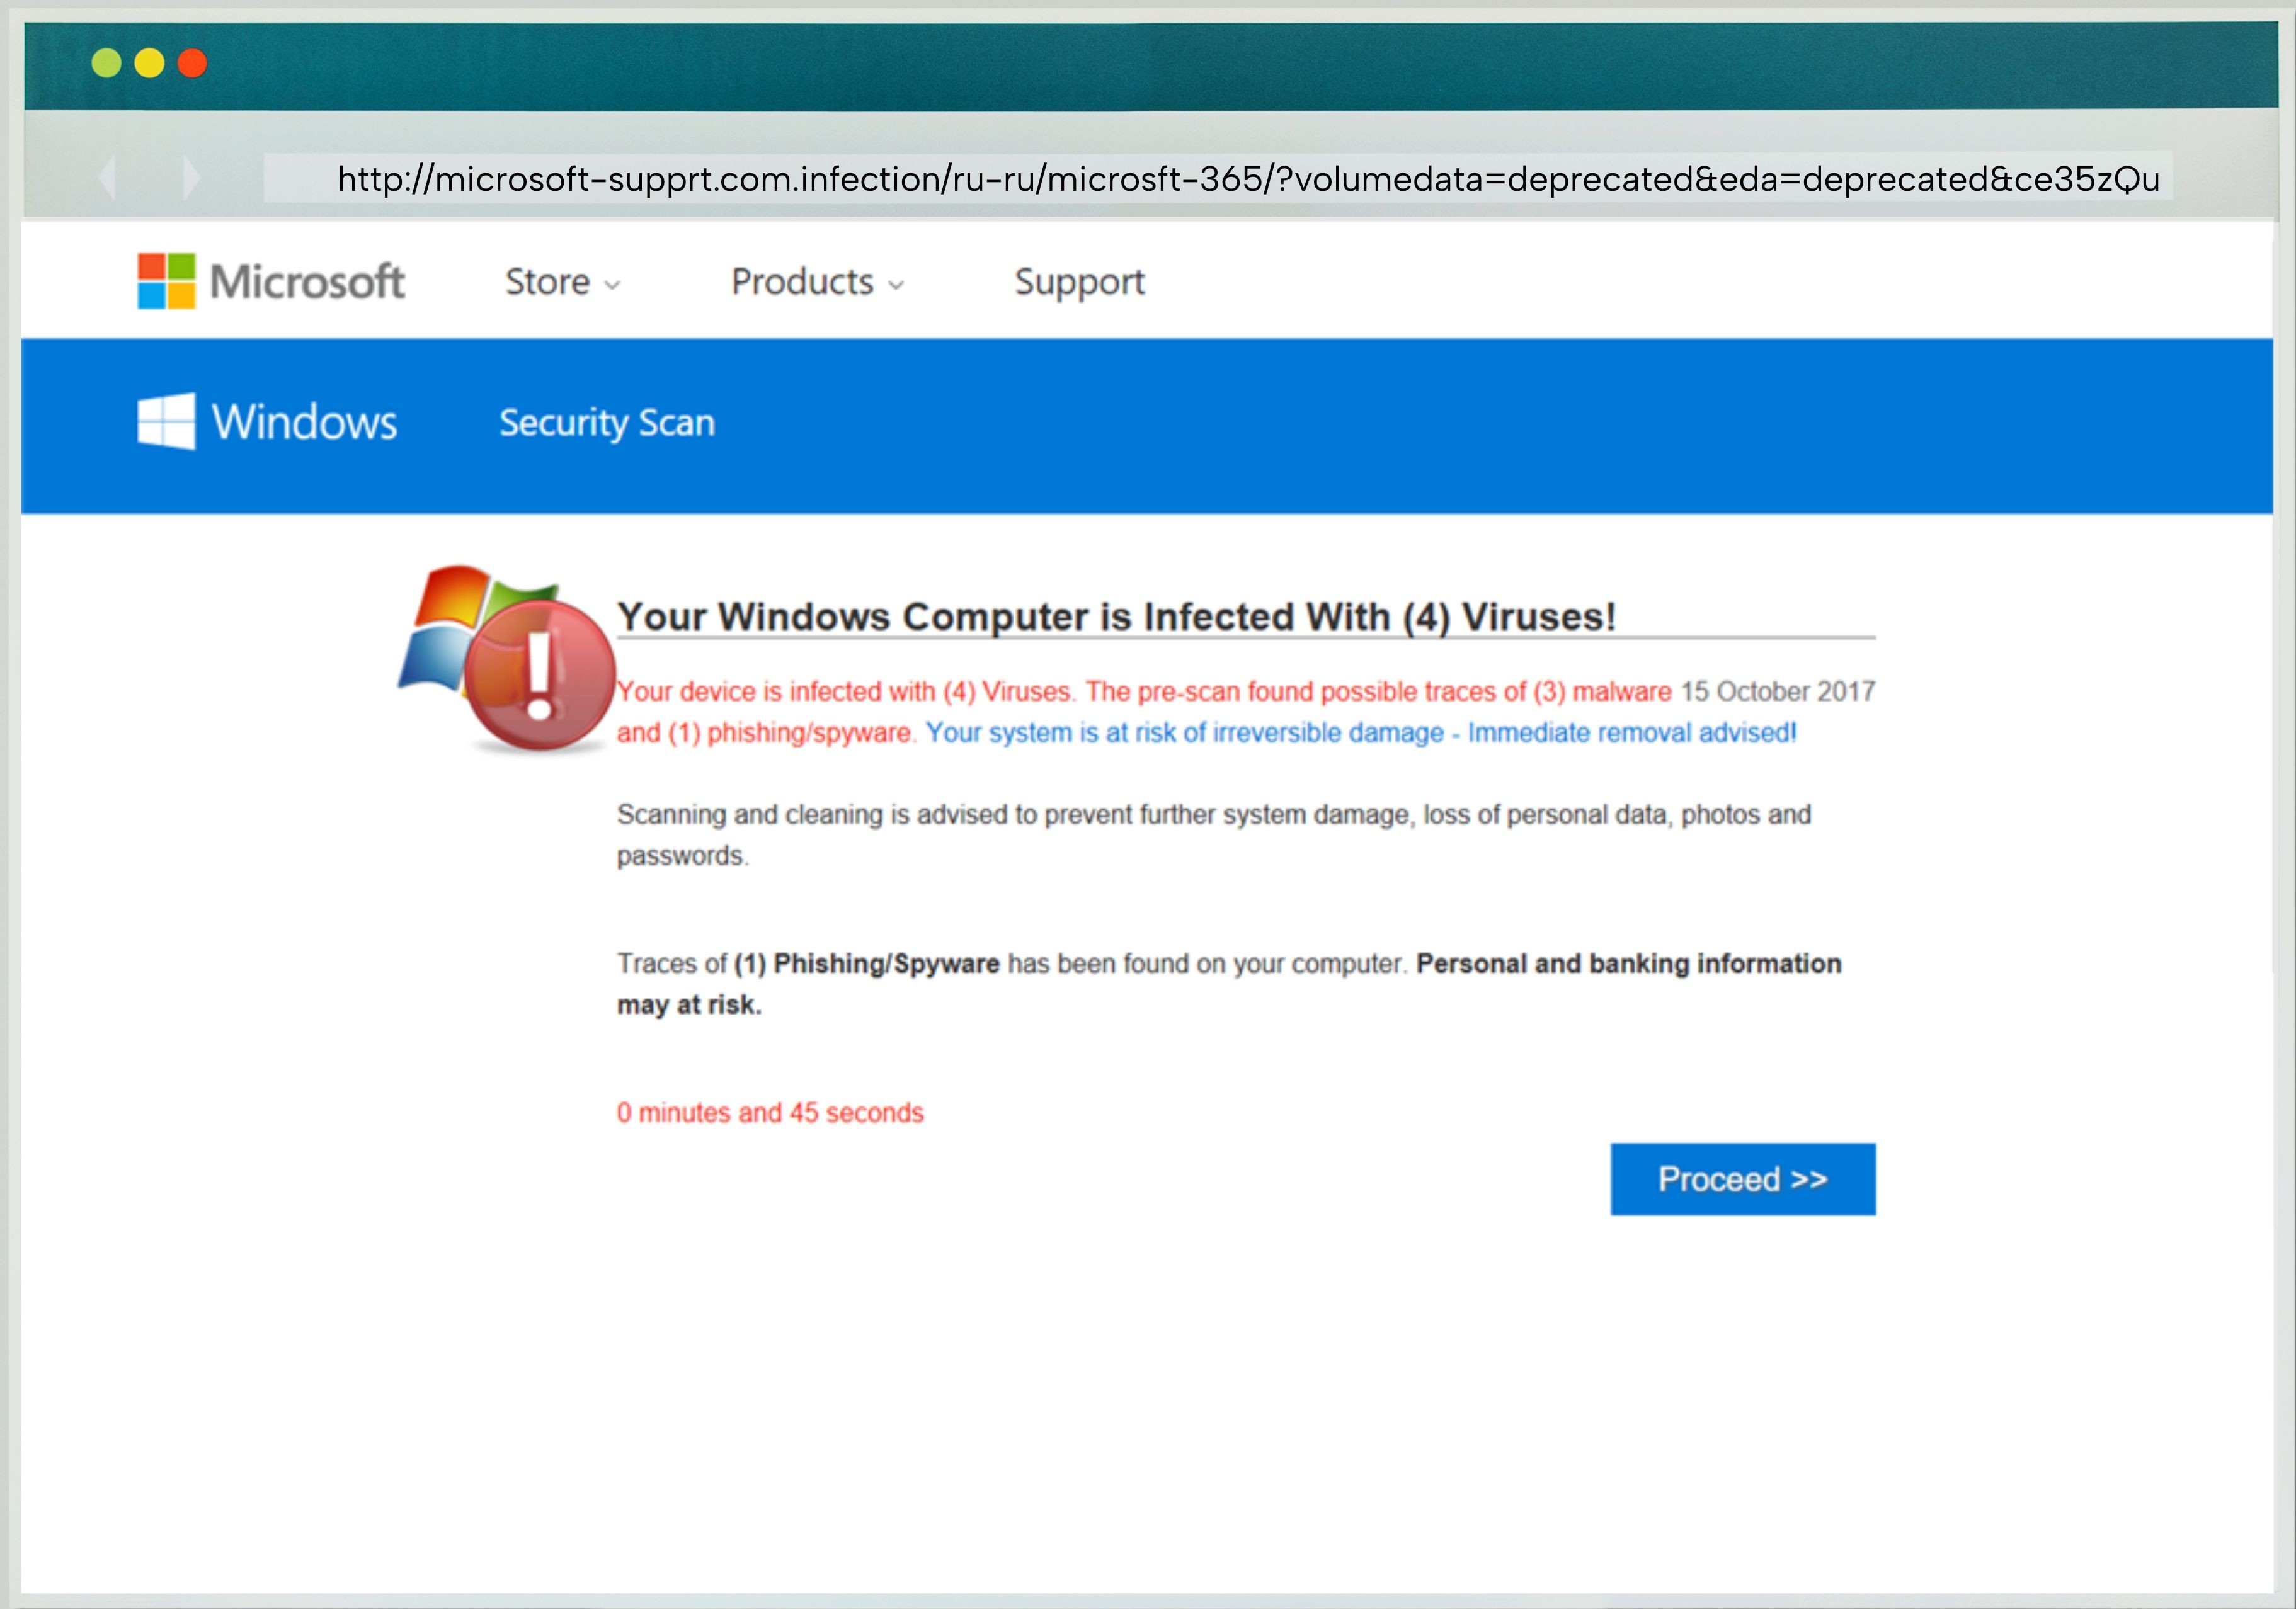 http://microsoft-supprt.com.infection/ru-ru/microsft-365/?volumedata=deprecated&eda=deprecated&ce35zQu
Microsoft Store Products Support
Windows Security Scan
Your Windows Computer is Infected With (4) Viruses!
Your device is infected with (4) Viruses. The pre-scan found possible traces of (3) malware 15 October 2017
and (1) phishing/spyware. Your system is at risk of irreversible damage - Immediate removal advised!
Scanning and cleaning is advised to prevent further system damage, loss of personal data, photos and
passwords.
Traces of (1) Phishing/Spyware has been found on your computer. Personal and banking information
may at risk.
0 minutes and 45 seconds
Proceed >>